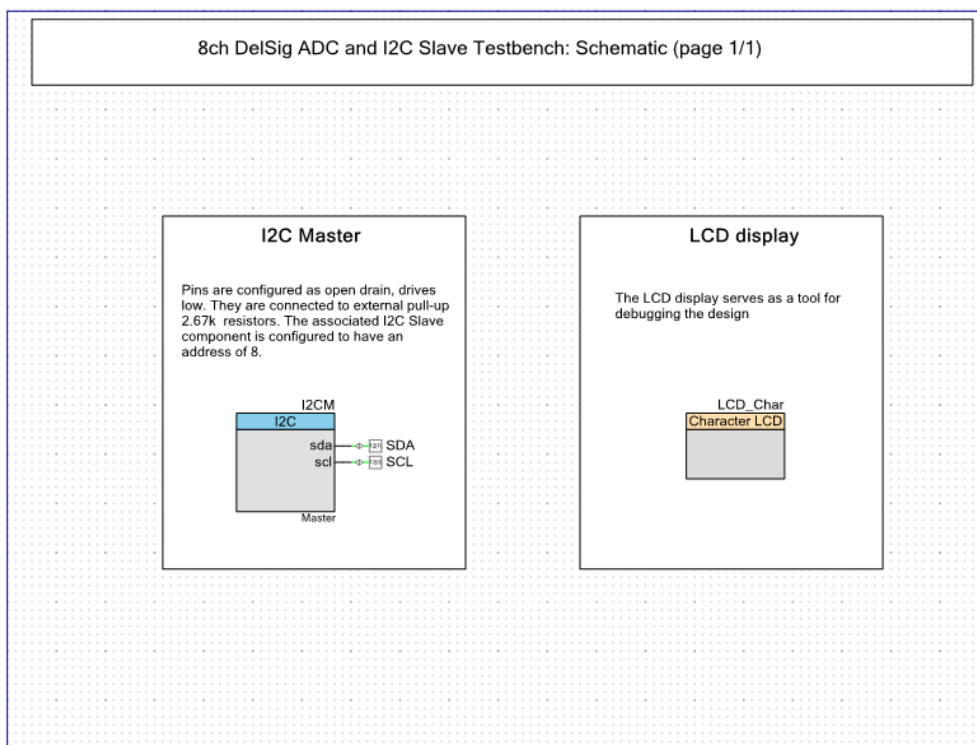 8ch DelSig ADC and I2C Slave Testbench: Schematic (page 1/1)
I2C Master
Pins are configured as open drain, drives
low. They are connected to external pull-up
2.67k resistors. The associated I2C Slave
component is configured to have an
address of 8.
I2CM
I2C
sda
SDA
scl
SCL
Master
LCD display
The LCD display serves as a tool for
debugging the design
LCD_Char
Character LCD